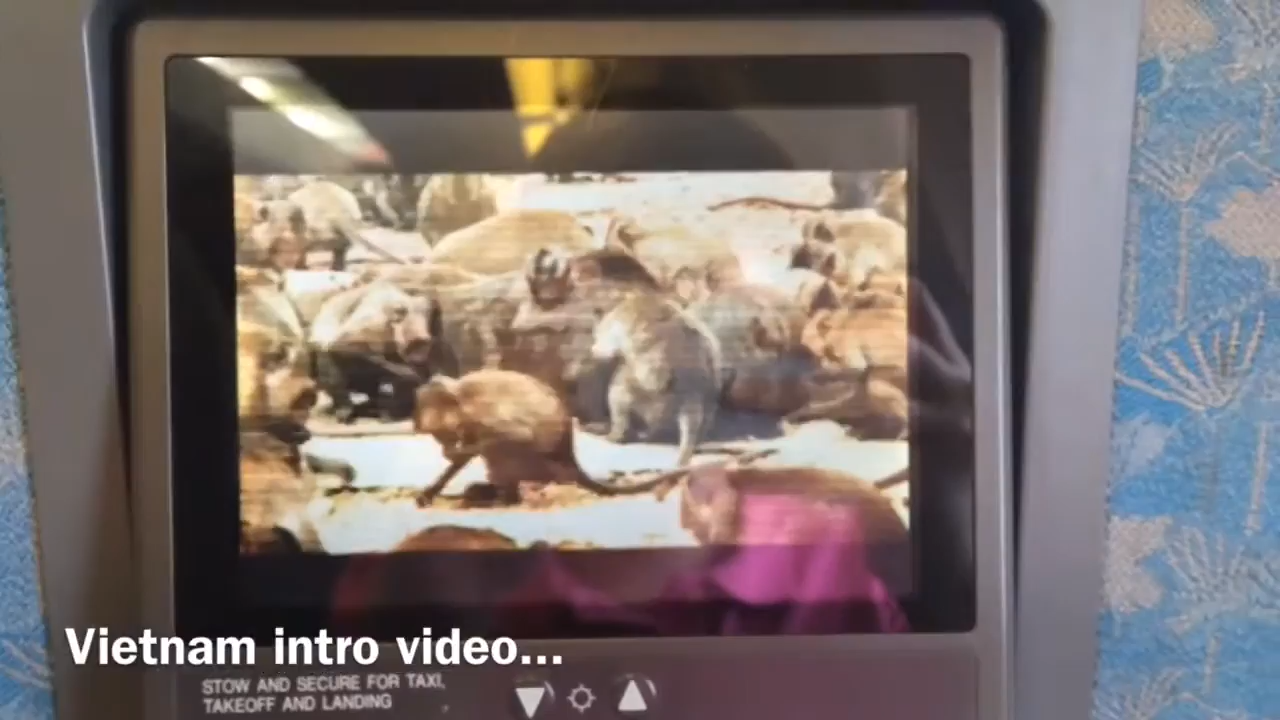 Vietnam intro video...
STOW AND SECURE FOR TAXI,
TAKEOFF AND LANDING